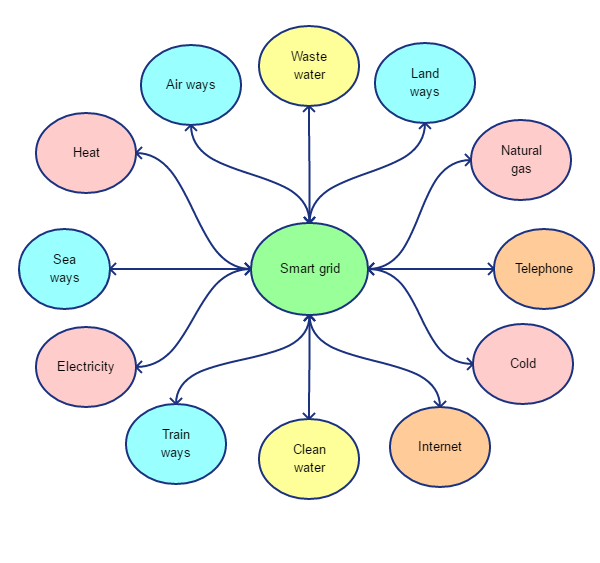 Waste
water
Land
ways
Air ways
Natural
gas
Heat
Sea
ways
Smart grid
Telephone
Electricity
Cold
Train
ways
Clean
water
Internet